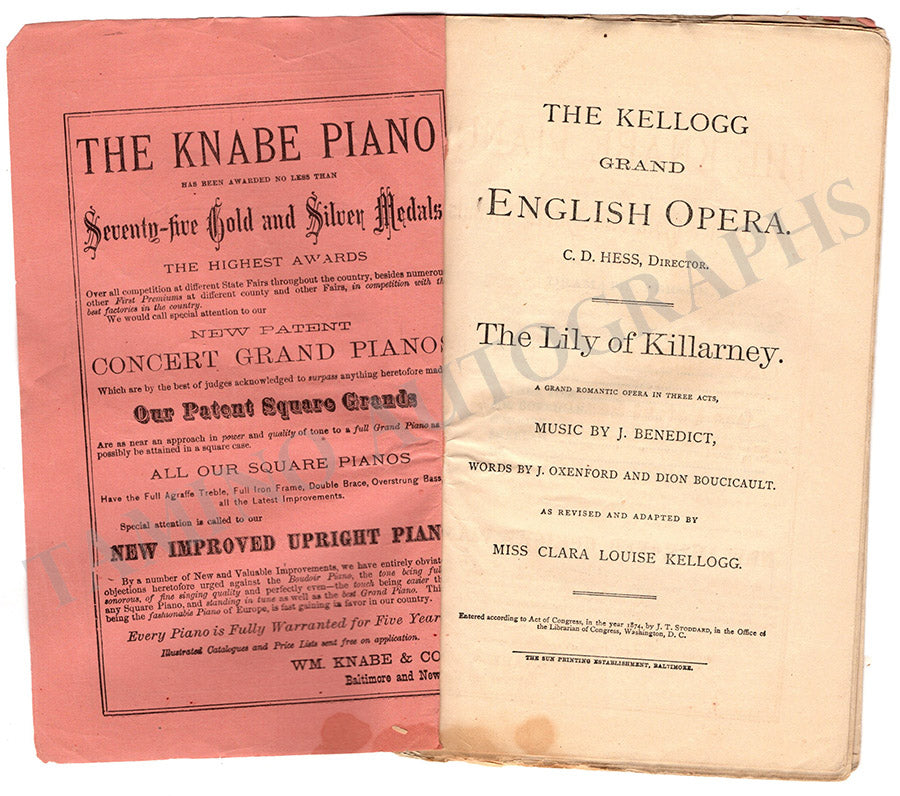 THE KNABE PIANO
HAS BEEN AWARDED NO LESS THAN
Seventy-five Gold and Silver Medals
THE HIGHEST AWARDS
Over all competition at different State Fairs throughout the country, besides numerou
other First Premiums at different county and other Fairs, in competition with th
best factories in the country.
We would call special attention to our
NEW PATENT
CONCERT GRAND PIANOS
Which are by the best of judges acknowledged to surpass anything heretofore mad
Our Patent Square Grands
Are as near an approach in power and quality of tone to a full Grand Piano as
possibly be attained in a square case.
ALL OUR SQUARE PIANOS
Have the Full Agraffe Treble, Full Iron Frame, Double Brace, Overstrung Bass
all the Latest Improvements.
Special attention is called to our
NEW IMPROVED UPRIGHT PIAN
By a number of New and Valuable Improvements, we have entirely obviat
objections heretofore urged against the Boudoir Piano, the tone being full
sonorous, of fine singing quality and perfectly even—the touch being easier th
any Square Piano, and standing in tune as well as the best Grand Piano. Thi
being the fashionable Piano of Europe, is fast gaining in favor in our country.
Every Piano is Fully Warranted for Five Year
Illustrated Catalogues and Price Lists sent free on application.
WM. KNABE & CO
Baltimore and New
THE KELLOGG
GRAND
ENGLISH OPERA.
C. D. HESS, DIRECTOR.
The Lily of Killarney.
A GRAND ROMANTIC OPERA IN THREE ACTS,
MUSIC BY J. BENEDICT,
WORDS BY J. OXENFORD AND DION BOUCICAULT.
AS REVISED AND ADAPTED BY
MISS CLARA LOUISE KELLOGG.
Entered according to Act of Congress, in the year 1874, by J. T. STODDARD, in the Office of
the Librarian of Congress, Washington, D. C.
THE SUN PRINTING ESTABLISHMENT, BALTIMORE.
TAMINO AUTOGRAPHS